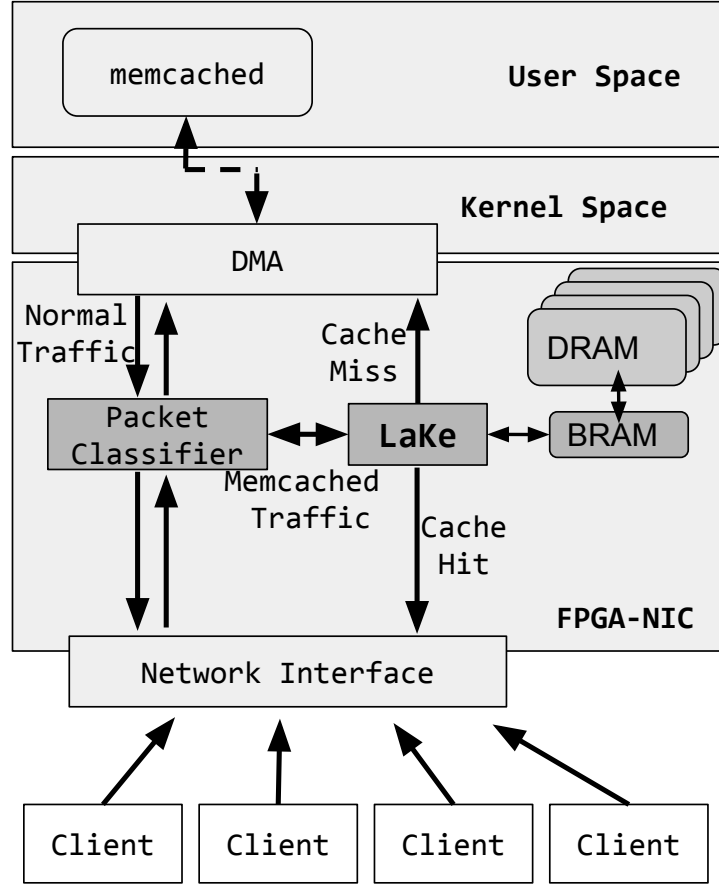 memcached
User Space
Kernel Space
DMA
Normal
Traffic
Cache
Miss
DRAM
Packet
Classifier
LaKe
BRAM
Memcached
Traffic
Cache
Hit
FPGA-NIC
Network Interface
Client
Client
Client
Client